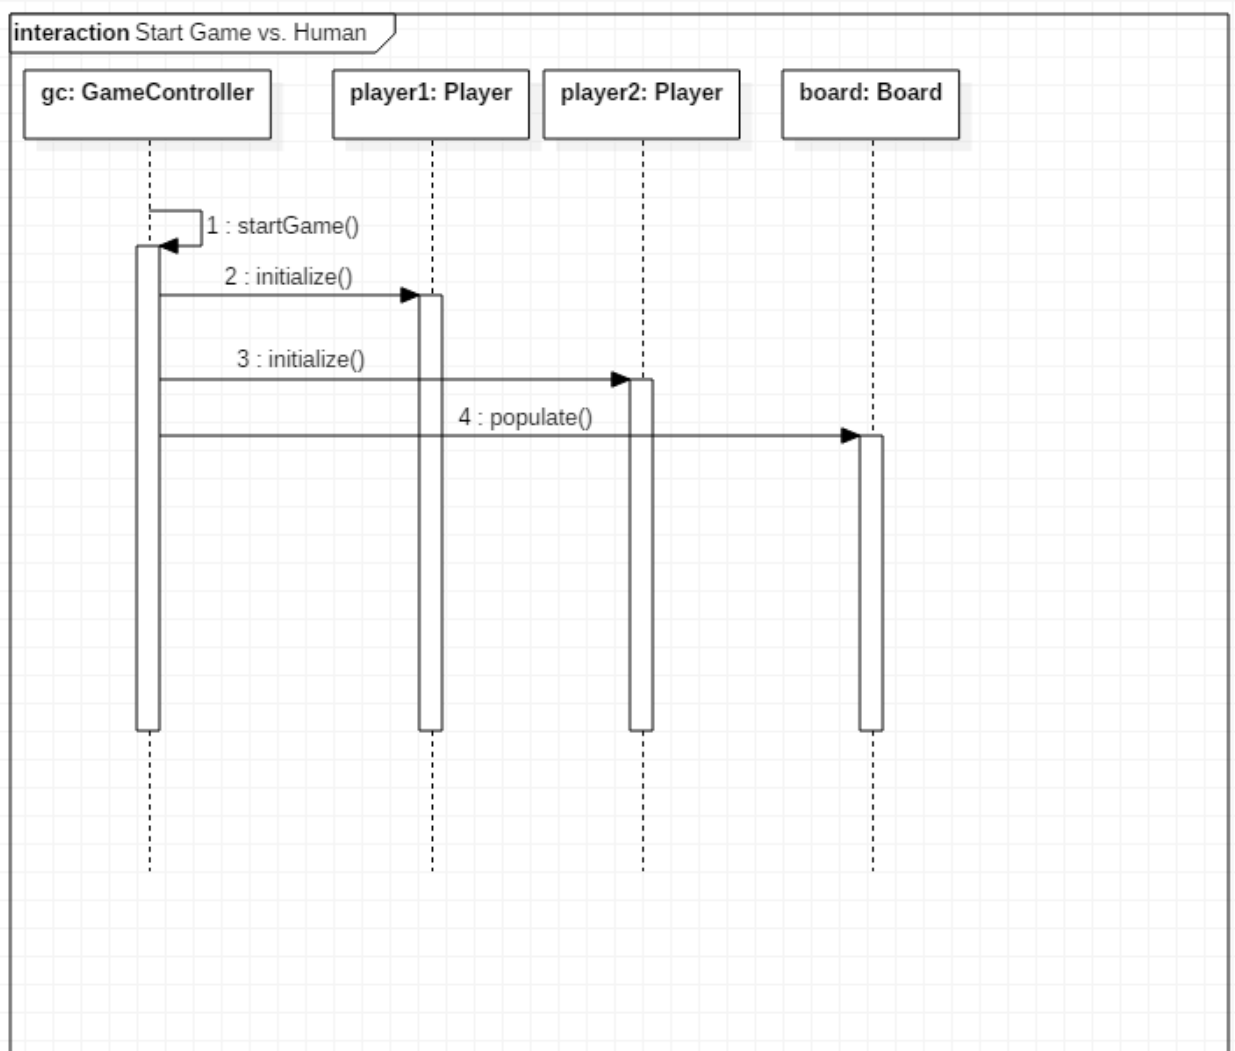 interaction Start Game vs. Human
gc: GameController
player1: Player
player2: Player
board: Board
1 : startGame()
2 : initialize()
3 : initialize()
4 : populate()